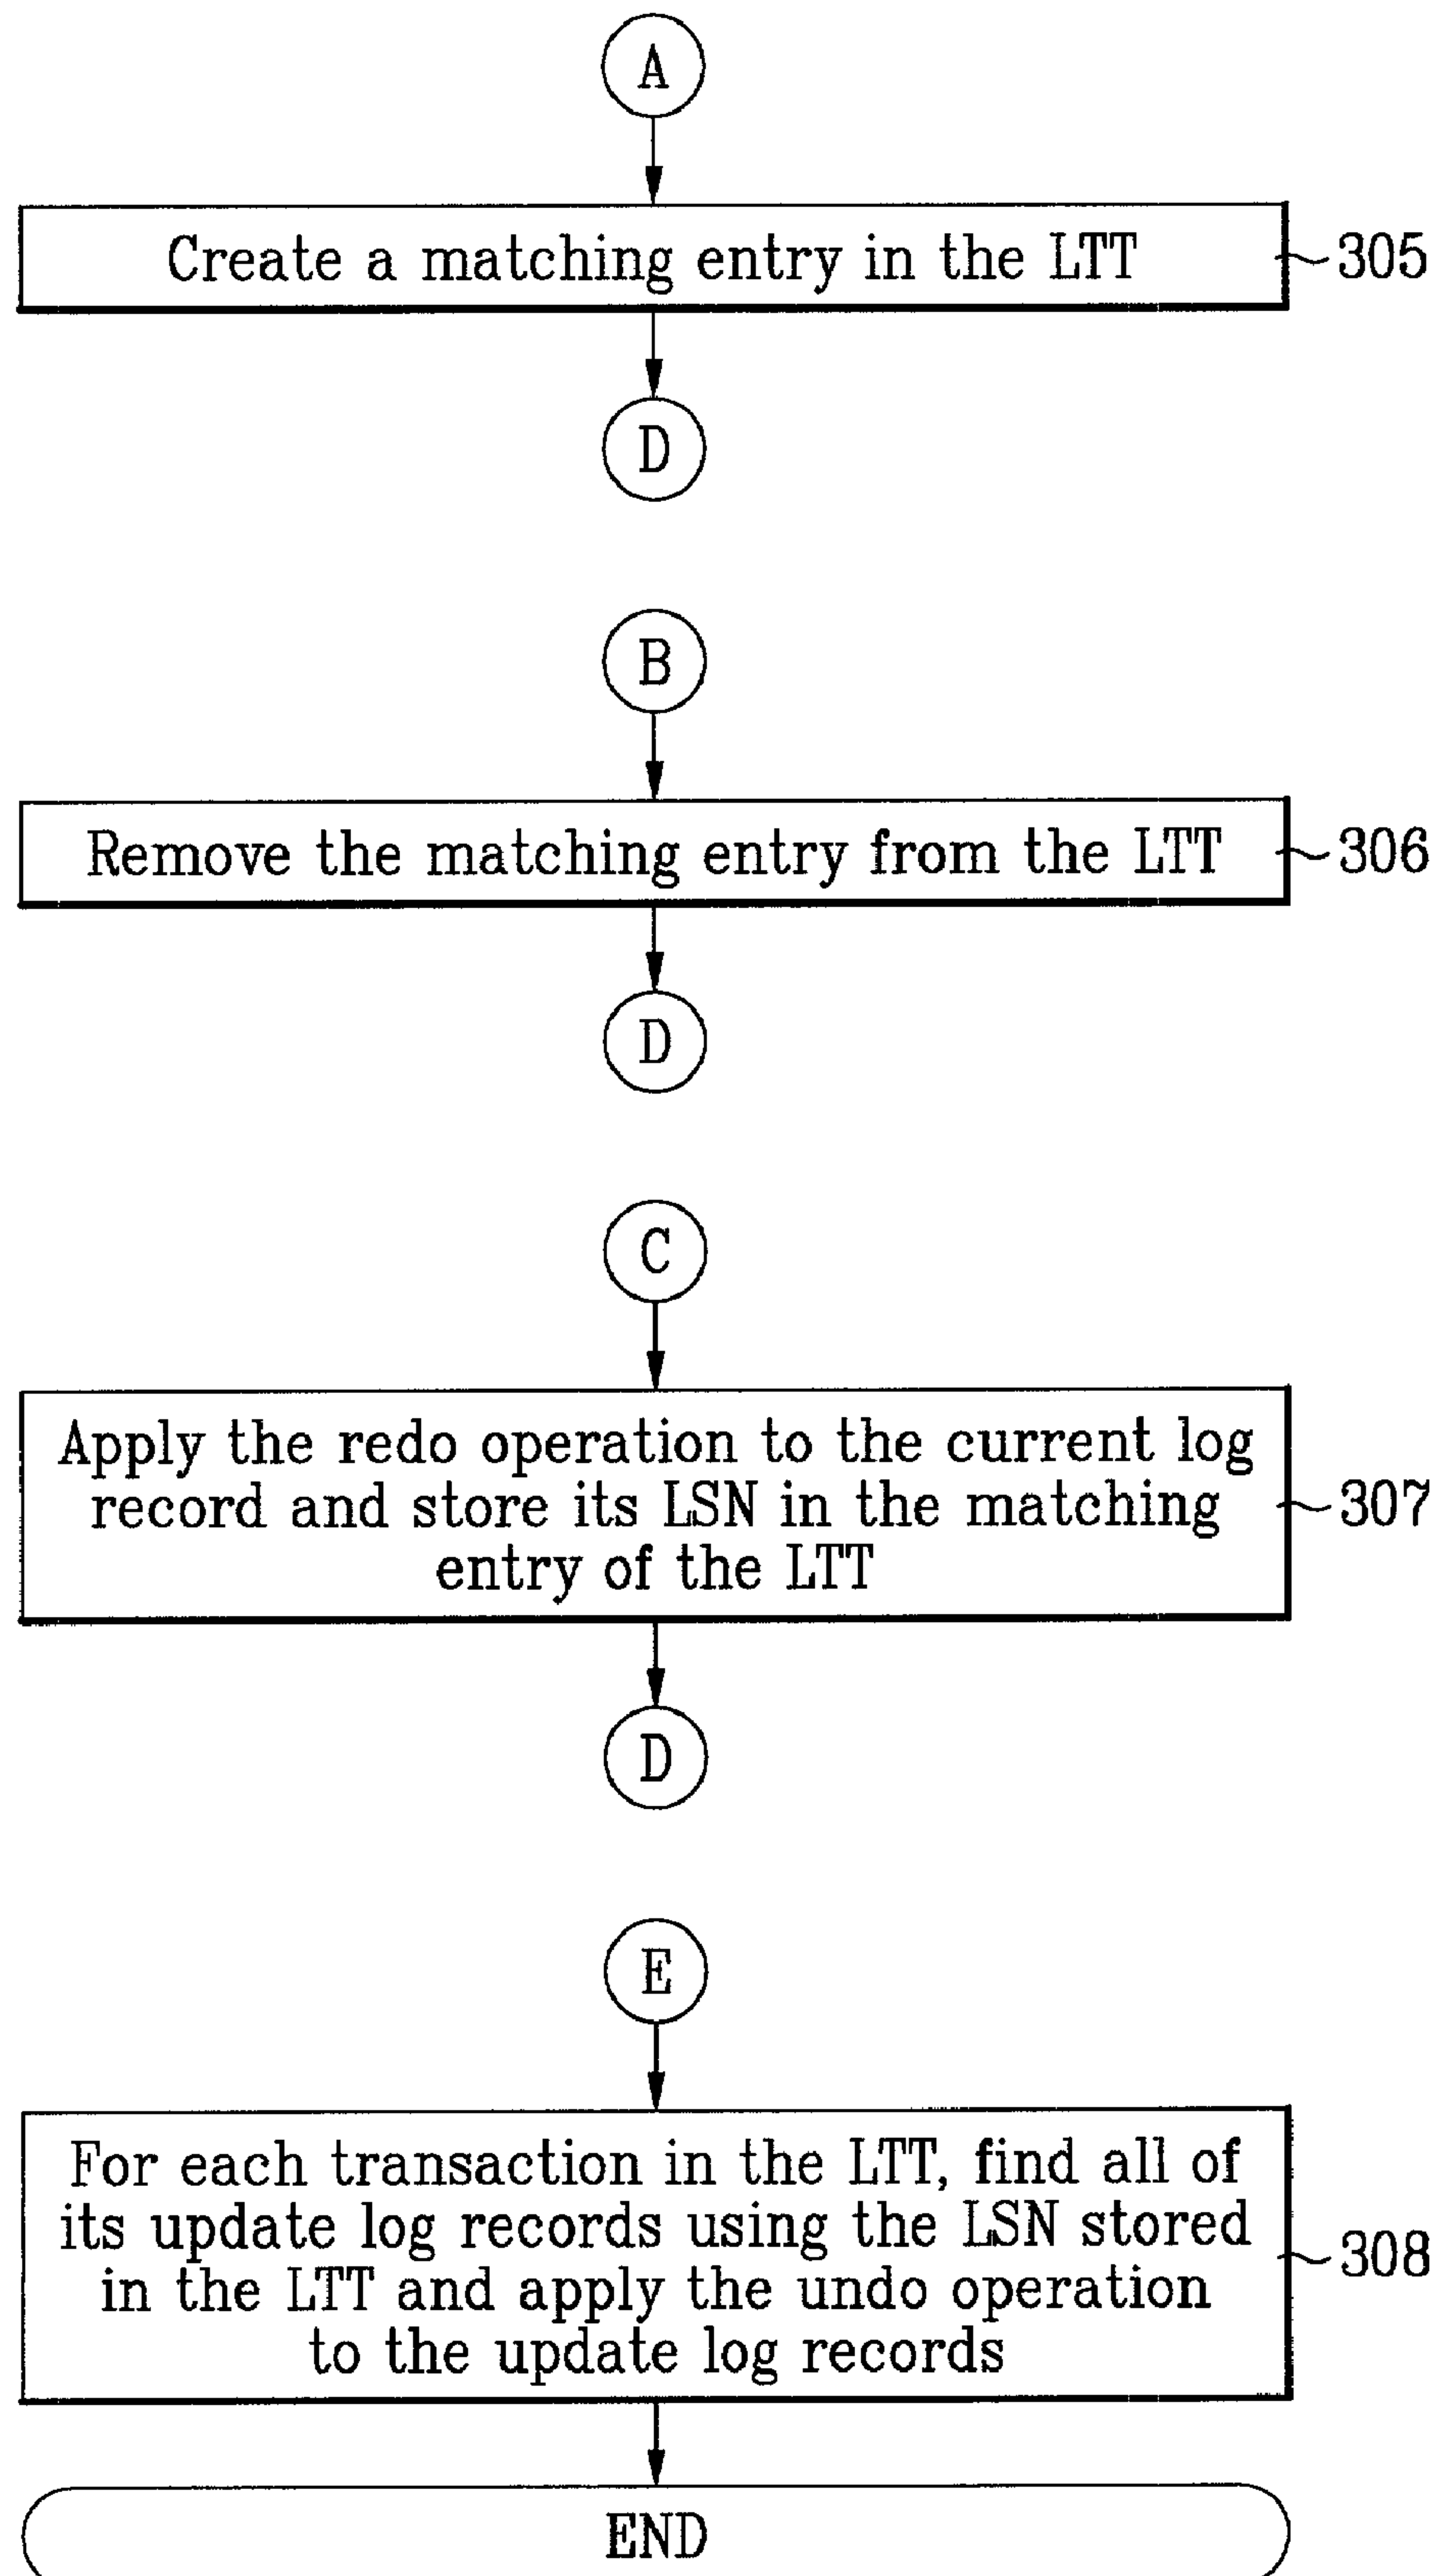 A
Create a matching entry in the LTT
305
D
B
Remove the matching entry from the LTT
306
D
C
Apply the redo operation to the current log
record and store its LSN in the matching
entry of the LTT
307
D
E
For each transaction in the LTT, find all of
its update log records using the LSN stored
in the LTT and apply the undo operation
to the update log records
308
END